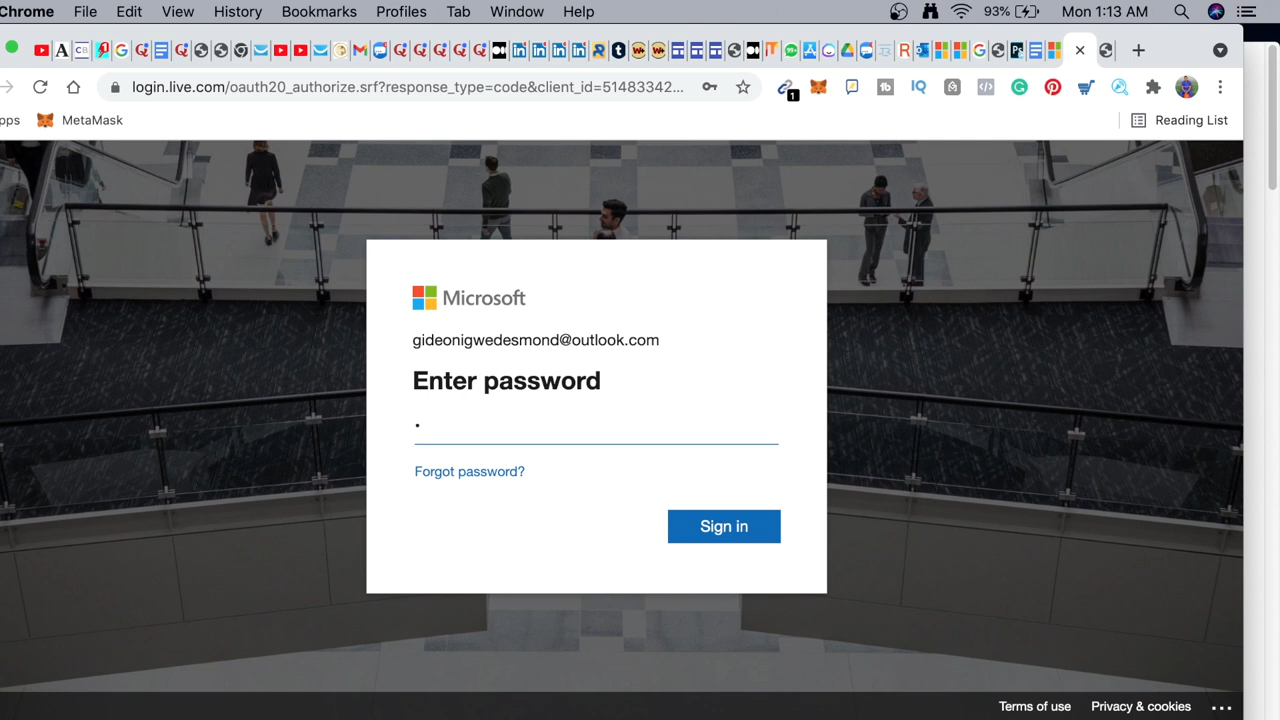 Chrome File Edit View History Bookmarks Profiles Tab Window Help 93% Mon 1:13 AM
login.live.com/oauth20_authorize.srf?response_type=code&client_id=51483342...
1
pps MetaMask Reading List
Microsoft
gideonigwedesmond@outlook.com
Enter password
Forgot password?
Sign in
Terms of use Privacy & cookies ...